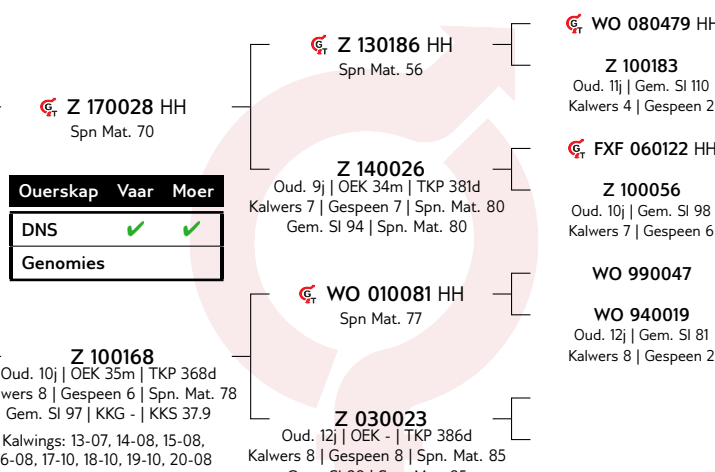 WO 080479 HH
Z 130186 HH
Spn Mat. 56
Z 100183
Oud. 11j | Gem. SI 110
Kalwers 4 | Gespeen 2
Z 170028 HH
Spn Mat. 70
FXF 060122 HH
Z 140026
Oud. 9j | OEK 34m | TKP 381d
Kalwers 7 | Gespeen 7 | Spn. Mat. 80
Gem. SI 94 | Spn. Mat. 80
Z 100056
Oud. 10j | Gem. SI 98
Kalwers 7 | Gespeen 6
Ouerskap Vaar Moer
DNS ✔ ✔
Genomies
WO 990047
WO 010081 HH
Spn Mat. 77
WO 940019
Oud. 12j | Gem. SI 81
Kalwers 8 | Gespeen 2
Z 100168
Oud. 10j | OEK 35m | TKP 368d
wers 8 | Gespeen 6 | Spn. Mat. 78
Gem. SI 97 | KKG - | KKS 37.9
Kalwings: 13-07, 14-08, 15-08,
6-08, 17-10, 18-10, 19-10, 20-08
Z 030023
Oud. 12j | OEK - | TKP 386d
Kalwers 8 | Gespeen 8 | Spn. Mat. 85